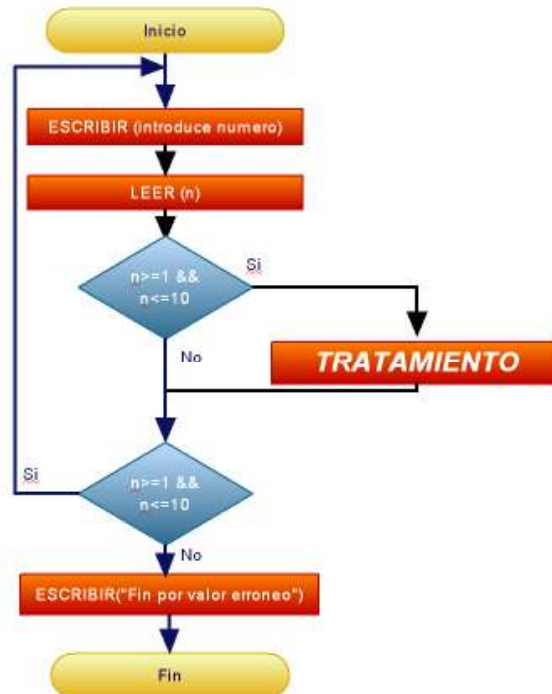 Inicio
ESCRIBIR (introduce numero)
LEER (n)
n>=1 &&
n<=10
Si
No
TRATAMIENTO
n>=1 &&
n<=10
Si
No
ESCRIBIR("Fin por valor erroneo")
Fin